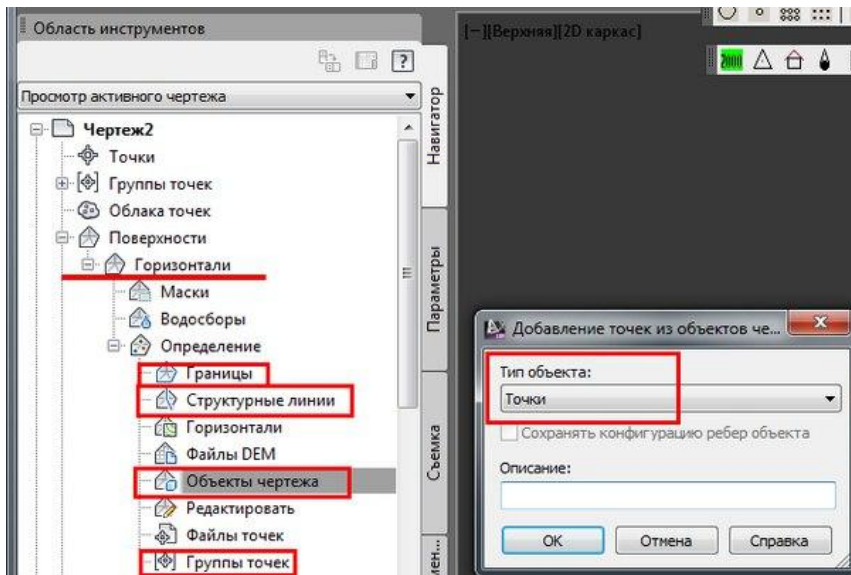 Область инструментов
[−][Верхняя][2D каркас]
2000
?
Просмотр активного чертежа
Чертеж2
Точки
Группы точек
Облака точек
Поверхности
Горизонтали
Маски
Водосборы
Определение
Границы
Структурные линии
Горизонтали
Файлы DEM
Объекты чертежа
Редактировать
Файлы точек
Группы точек
Навигатор
Параметры
Съемка
Добавление точек из объектов че...
Тип объекта:
Точки
Сохранять конфигурацию ребер объекта
Описание:
ОК
Отмена
Справка